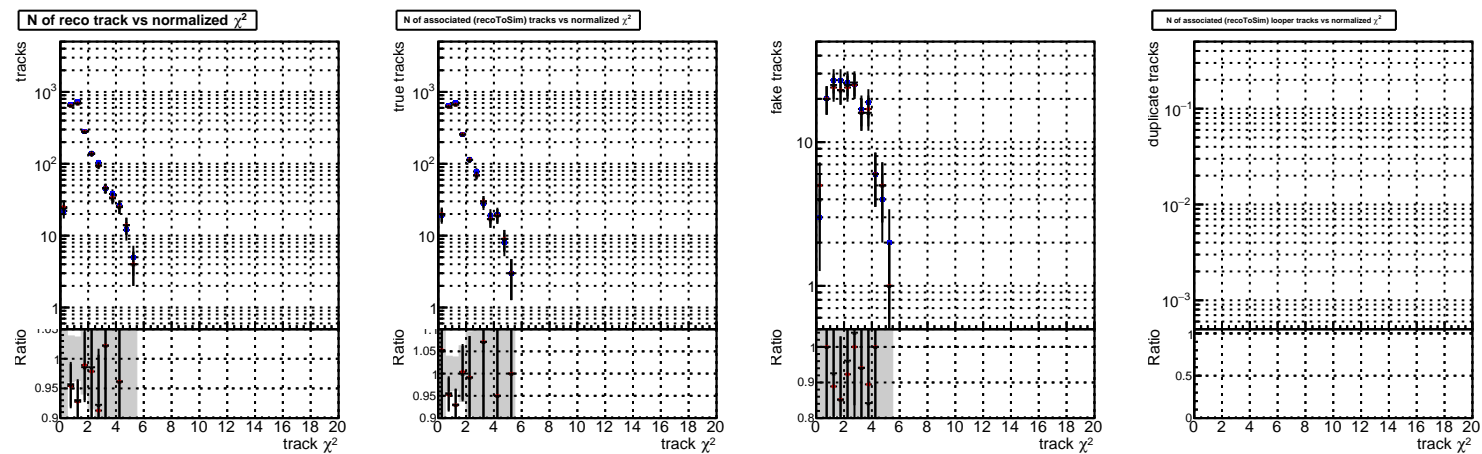 N of reco track vs normalized χ²
tracks
10³
10²
10
1
Ratio
1.05
1
0.95
0.9
0 2 4 6 8 10 12 14 16 18 20
track χ²
N of associated (recoToSim) tracks vs normalized χ²
true tracks
10³
10²
10
1
Ratio
1.1
1.05
1
0.95
0.9
0 2 4 6 8 10 12 14 16 18 20
track χ²
fake tracks
10
1
Ratio
1
0.9
0.8
0 2 4 6 8 10 12 14 16 18 20
track χ²
N of associated (recoToSim) looper tracks vs normalized χ²
duplicate tracks
10⁻¹
10⁻²
10⁻³
Ratio
1
0.5
0
0 2 4 6 8 10 12 14 16 18 20
track χ²